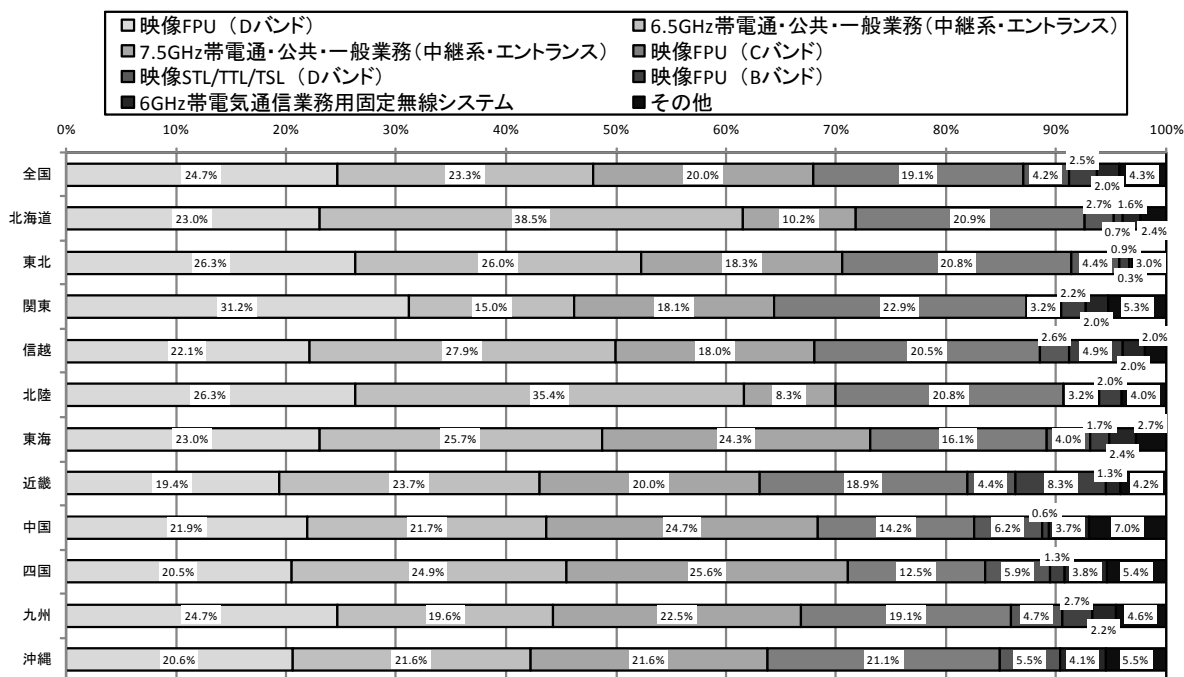 映像FPU（Dバンド） 6.5GHz帯電通・公共・一般業務（中継系・エントランス）
7.5GHz帯電通・公共・一般業務（中継系・エントランス） 映像FPU（Cバンド）
映像STL/TTL/TSL（Dバンド） 映像FPU（Bバンド）
6GHz帯電気通信業務用固定無線システム その他
0% 10% 20% 30% 40% 50% 60% 70% 80% 90% 100%
全国 24.7% 23.3% 20.0% 19.1% 4.2% 2.5% 2.0% 4.3%
北海道 23.0% 38.5% 10.2% 20.9% 2.7% 0.7% 1.6% 2.4%
東北 26.3% 26.0% 18.3% 20.8% 4.4% 0.9% 0.3% 3.0%
関東 31.2% 15.0% 18.1% 22.9% 3.2% 2.2% 2.0% 5.3%
信越 22.1% 27.9% 18.0% 20.5% 2.6% 4.9% 2.0% 2.0%
北陸 26.3% 35.4% 8.3% 20.8% 3.2% 2.0% 4.0%
東海 23.0% 25.7% 24.3% 16.1% 4.0% 1.7% 2.4% 2.7%
近畿 19.4% 23.7% 20.0% 18.9% 4.4% 8.3% 1.3% 4.2%
中国 21.9% 21.7% 24.7% 14.2% 6.2% 0.6% 3.7% 7.0%
四国 20.5% 24.9% 25.6% 12.5% 5.9% 1.3% 3.8% 5.4%
九州 24.7% 19.6% 22.5% 19.1% 4.7% 2.7% 2.2% 4.6%
沖縄 20.6% 21.6% 21.6% 21.1% 5.5% 4.1% 5.5%